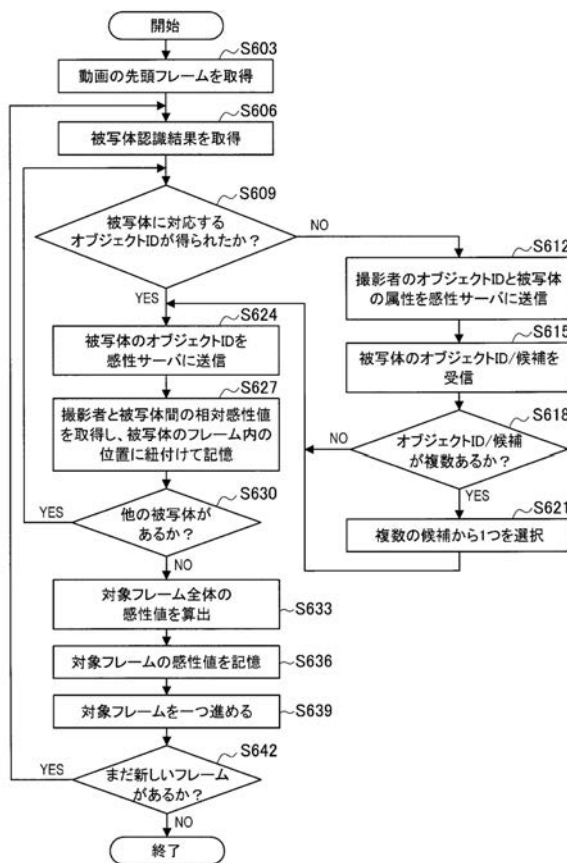 開始
S603
動画の先頭フレームを取得
S606
被写体認識結果を取得
S609
被写体に対応する
オブジェクトIDが得られたか？
NO
YES
S612
撮影者のオブジェクトIDと被写体
の属性を感性サーバに送信
S615
被写体のオブジェクトID/候補を
受信
S618
オブジェクトID/候補
が複数あるか？
NO
YES
S621
複数の候補から1つを選択
S624
被写体のオブジェクトIDを
感性サーバに送信
S627
撮影者と被写体間の相対感性値
を取得し、被写体のフレーム内の
位置に紐付けて記憶
S630
他の被写体が
あるか？
YES
NO
対象フレーム全体の
感性値を算出
S633
対象フレームの感性値を記憶
S636
対象フレームを一つ進める
S639
S642
まだ新しいフレーム
があるか？
YES
NO
終了